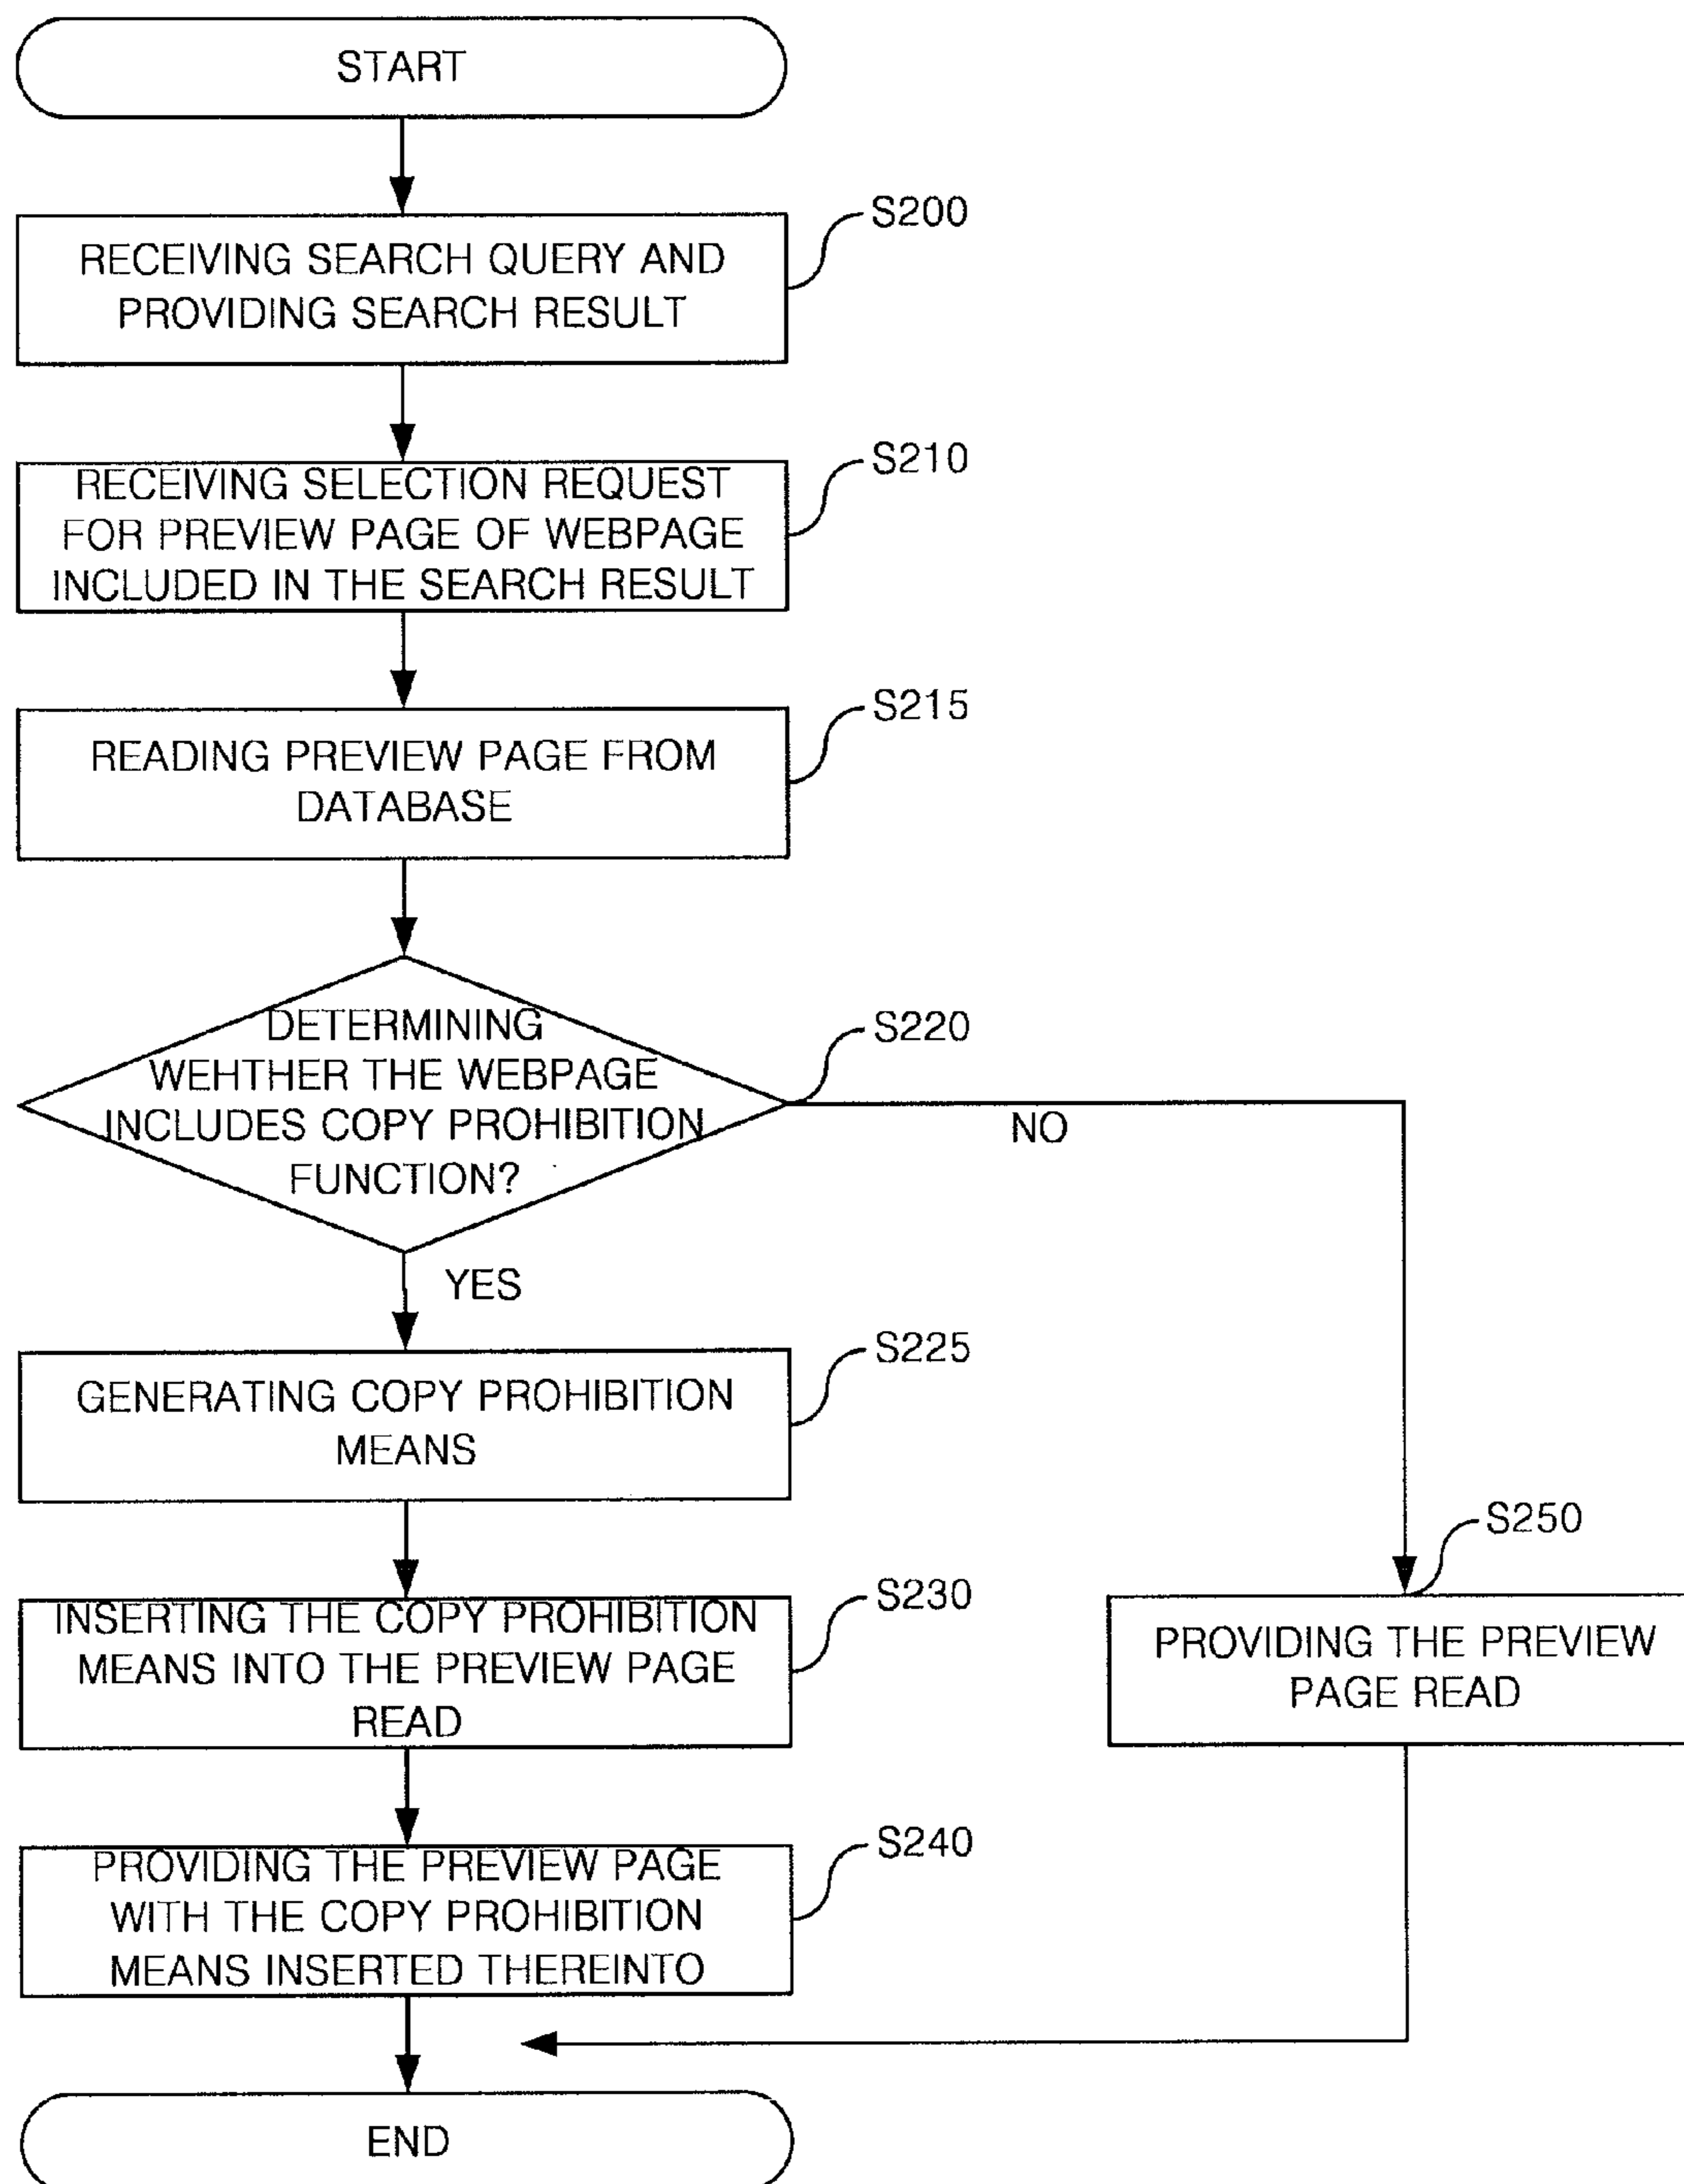 START
S200
RECEIVING SEARCH QUERY AND
PROVIDING SEARCH RESULT
S210
RECEIVING SELECTION REQUEST
FOR PREVIEW PAGE OF WEBPAGE
INCLUDED IN THE SEARCH RESULT
S215
READING PREVIEW PAGE FROM
DATABASE
S220
DETERMINING
WEHTHER THE WEBPAGE
INCLUDES COPY PROHIBITION
FUNCTION?
NO
YES
S225
GENERATING COPY PROHIBITION
MEANS
S250
PROVIDING THE PREVIEW
PAGE READ
S230
INSERTING THE COPY PROHIBITION
MEANS INTO THE PREVIEW PAGE
READ
S240
PROVIDING THE PREVIEW PAGE
WITH THE COPY PROHIBITION
MEANS INSERTED THEREINTO
END